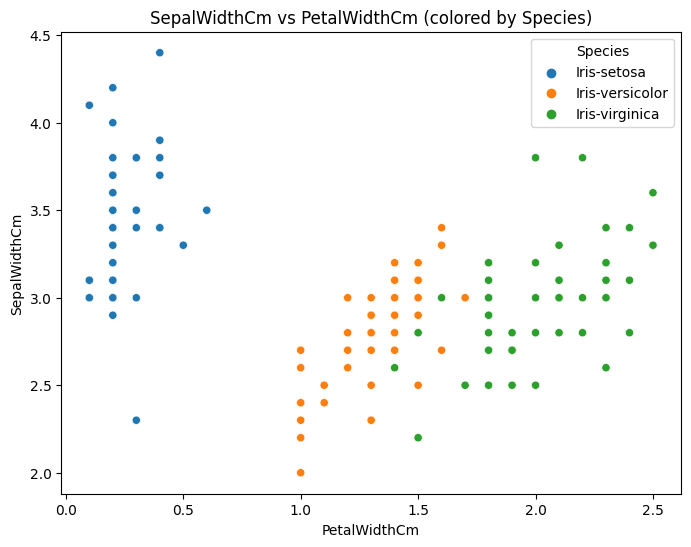 SepalWidthCm vs PetalWidthCm (colored by Species)
Species
Iris-setosa
Iris-versicolor
Iris-virginica
SepalWidthCm
4.5
4.0
3.5
3.0
2.5
2.0
0.0 0.5 1.0 1.5 2.0 2.5
PetalWidthCm